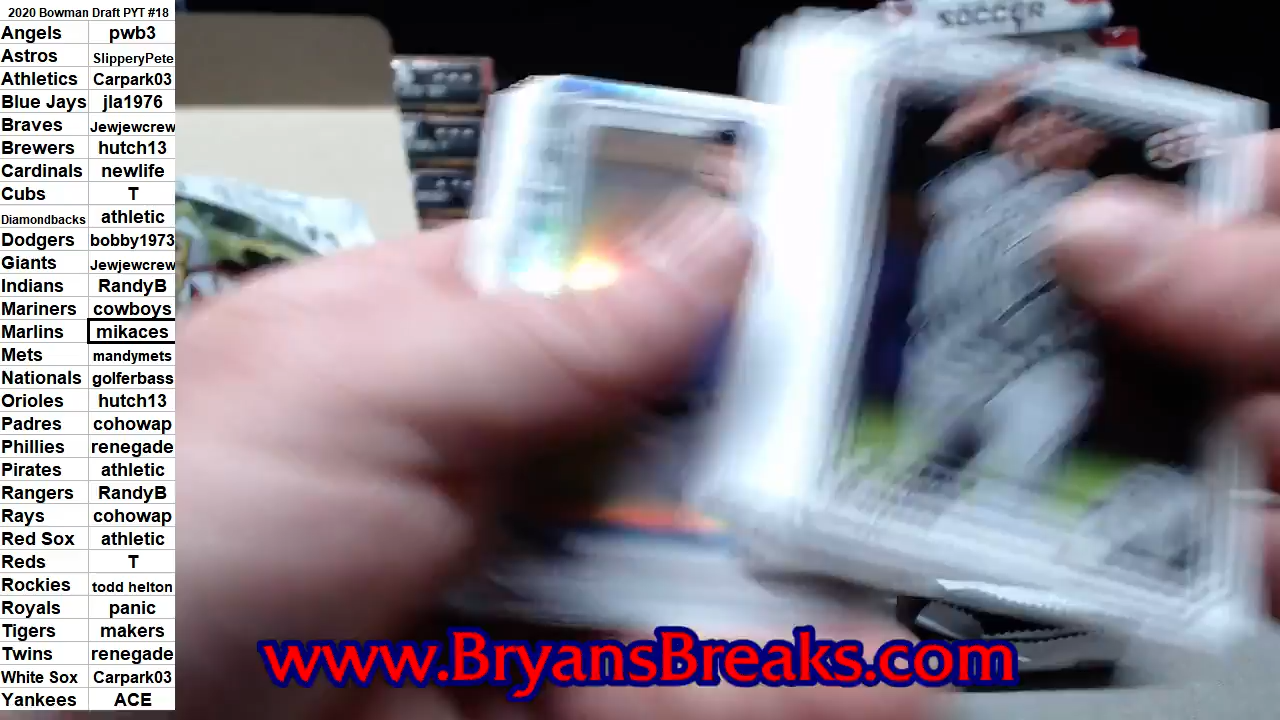 2020 Bowman Draft PYT #18
Angels pwb3
Astros SlipperyPete
Athletics Carpark03
Blue Jays jla1976
Braves Jewjewcrew
Brewers hutch13
Cardinals newlife
Cubs T
Diamondbacks athletic
Dodgers bobby1973
Giants Jewjewcrew
Indians RandyB
Mariners cowboys
Marlins mikaces
Mets mandymets
Nationals golferbass
Orioles hutch13
Padres cohowap
Phillies renegade
Pirates athletic
Rangers RandyB
Rays cohowap
Red Sox athletic
Reds T
Rockies todd helton
Royals panic
Tigers makers
Twins renegade
White Sox Carpark03
Yankees ACE
SOCCER
www.BryansBreaks.com